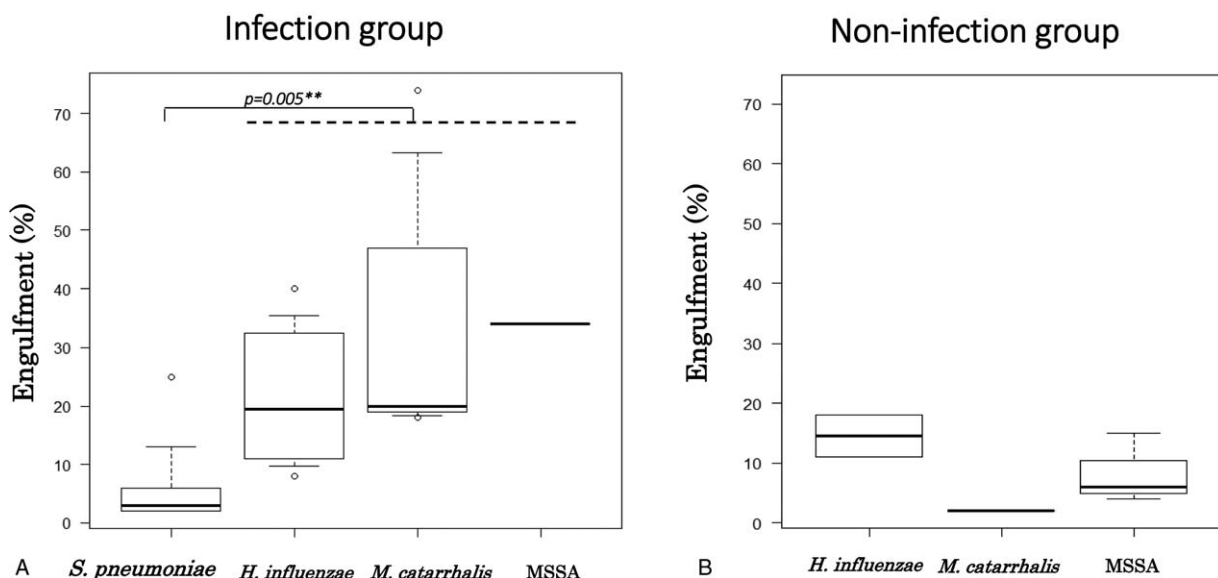 Infection group
Non-infection group
p=0.005**
Engulfment (%)
70
60
50
40
30
20
10
0
A
S. pneumoniae
H. influenzae
M. catarrhalis
MSSA
Engulfment (%)
70
60
50
40
30
20
10
0
B
H. influenzae
M. catarrhalis
MSSA